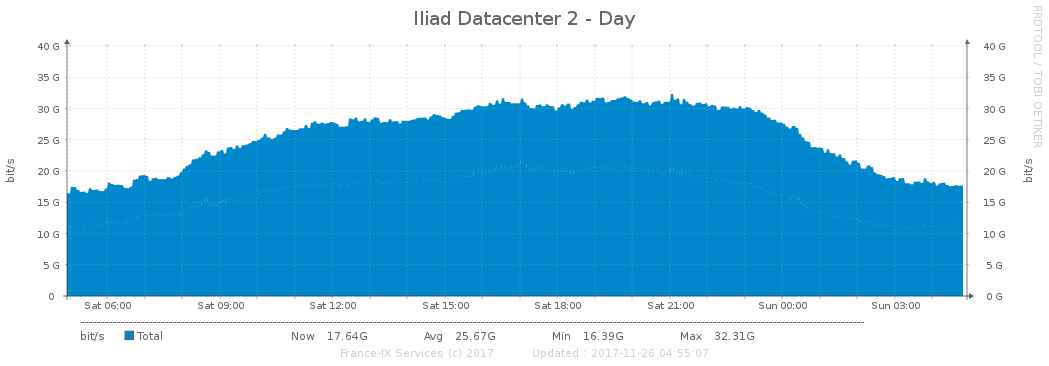 Iliad Datacenter 2 - Day
RRDTOOL / TOBI OETIKER
40 G 40 G
35 G 35 G
30 G 30 G
25 G 25 G
20 G 20 G
15 G 15 G
10 G 10 G
5 G 5 G
0 0 G
bit/s bit/s
Sat 06:00 Sat 09:00 Sat 12:00 Sat 15:00 Sat 18:00 Sat 21:00 Sun 00:00 Sun 03:00
bit/s Total Now 17.64G Avg 25.67G Min 16.39G Max 32.31G
France-IX Services (c) 2017 Updated : 2017-11-26 04:55:07